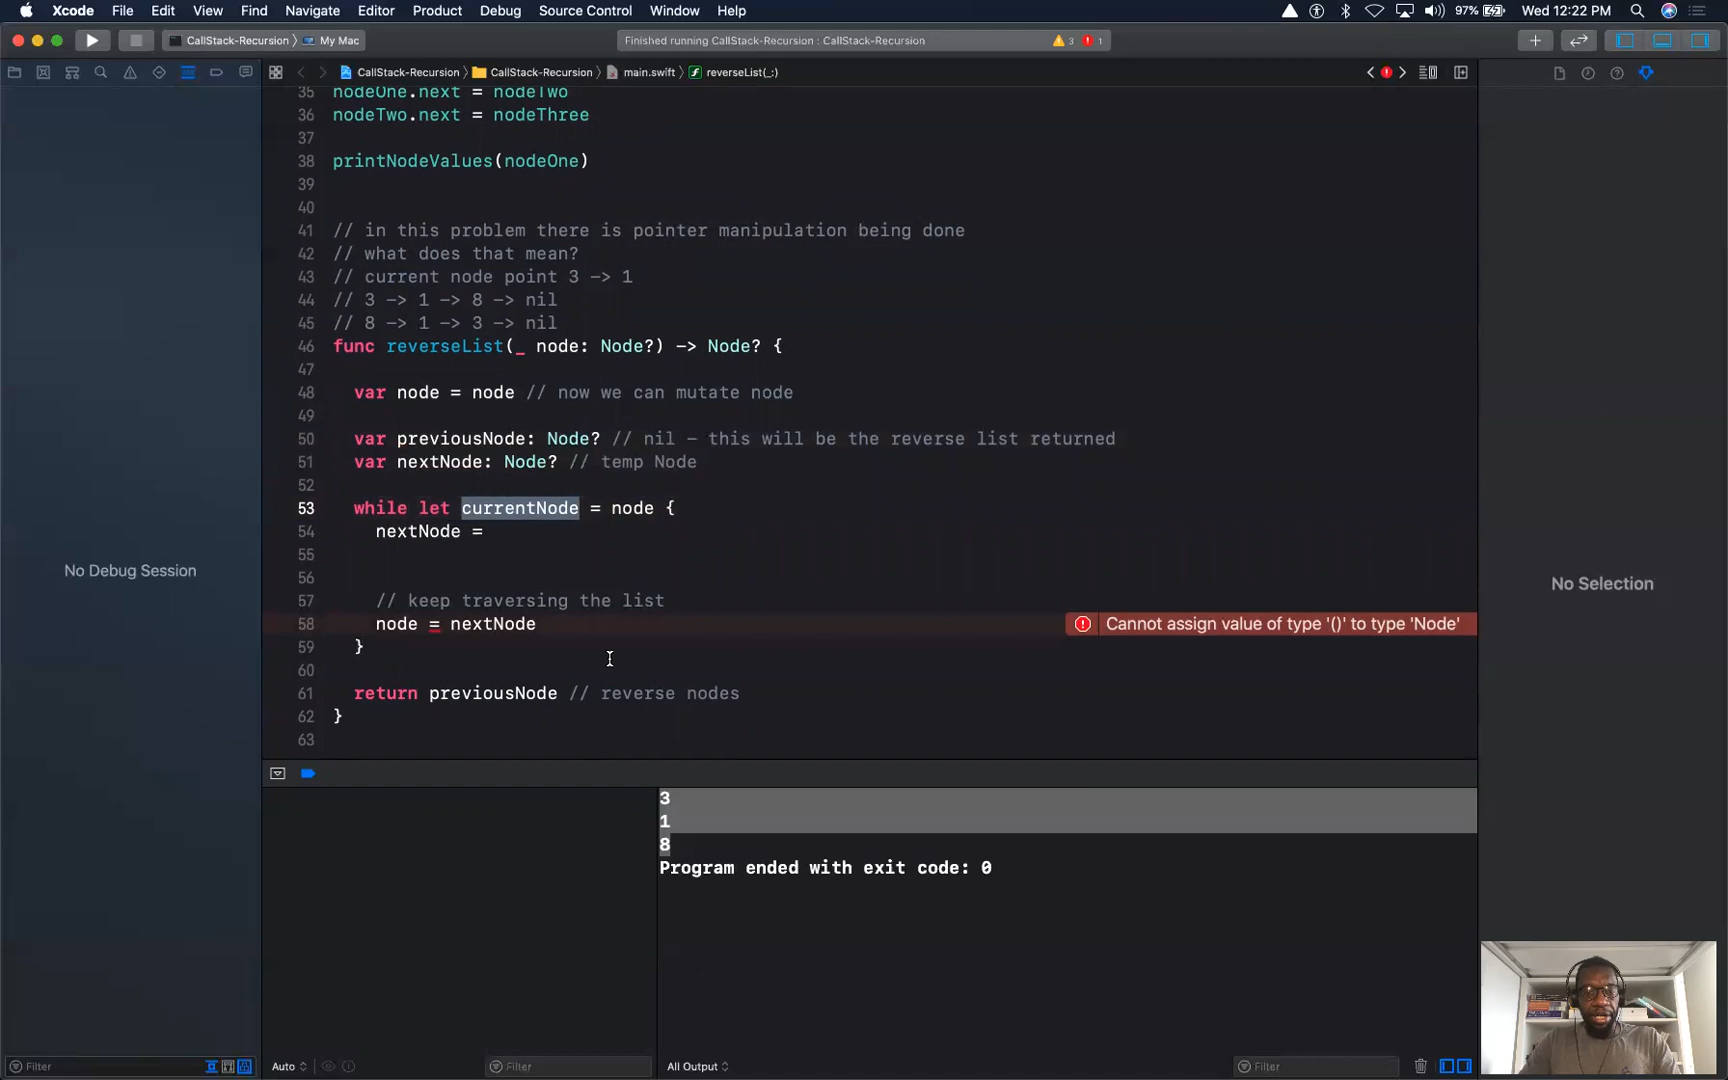 Xcode File Edit View Find Navigate Editor Product Debug Source Control Window Help 97% Wed 12:22 PM
CallStack-Recursion My Mac Finished running CallStack-Recursion : CallStack-Recursion 3 1
CallStack-Recursion CallStack-Recursion main.swift reverseList(_:)
35 nodeOne.next = nodeTwo
36 nodeTwo.next = nodeThree
37
38 printNodeValues(nodeOne)
39
40
41 // in this problem there is pointer manipulation being done
42 // what does that mean?
43 // current node point 3 -> 1
44 // 3 -> 1 -> 8 -> nil
45 // 8 -> 1 -> 3 -> nil
46 func reverseList(_ node: Node?) -> Node? {
47
48 var node = node // now we can mutate node
49
50 var previousNode: Node? // nil - this will be the reverse list returned
51 var nextNode: Node? // temp Node
52
53 while let currentNode = node {
54 nextNode =
55
56
57 // keep traversing the list
58 node = nextNode Cannot assign value of type '()' to type 'Node'
59 }
60
61 return previousNode // reverse nodes
62 }
63
No Debug Session
No Selection
3
1
8
Program ended with exit code: 0
Filter Auto Filter All Output Filter